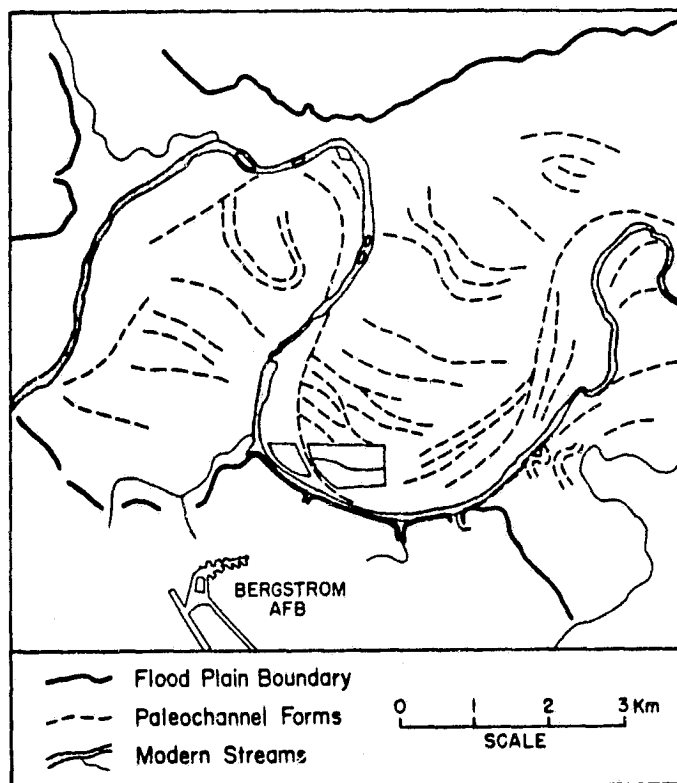 BERGSTROM
AFB
Flood Plain Boundary
Paleochannel Forms
Modern Streams
0 1 2 3 Km
SCALE